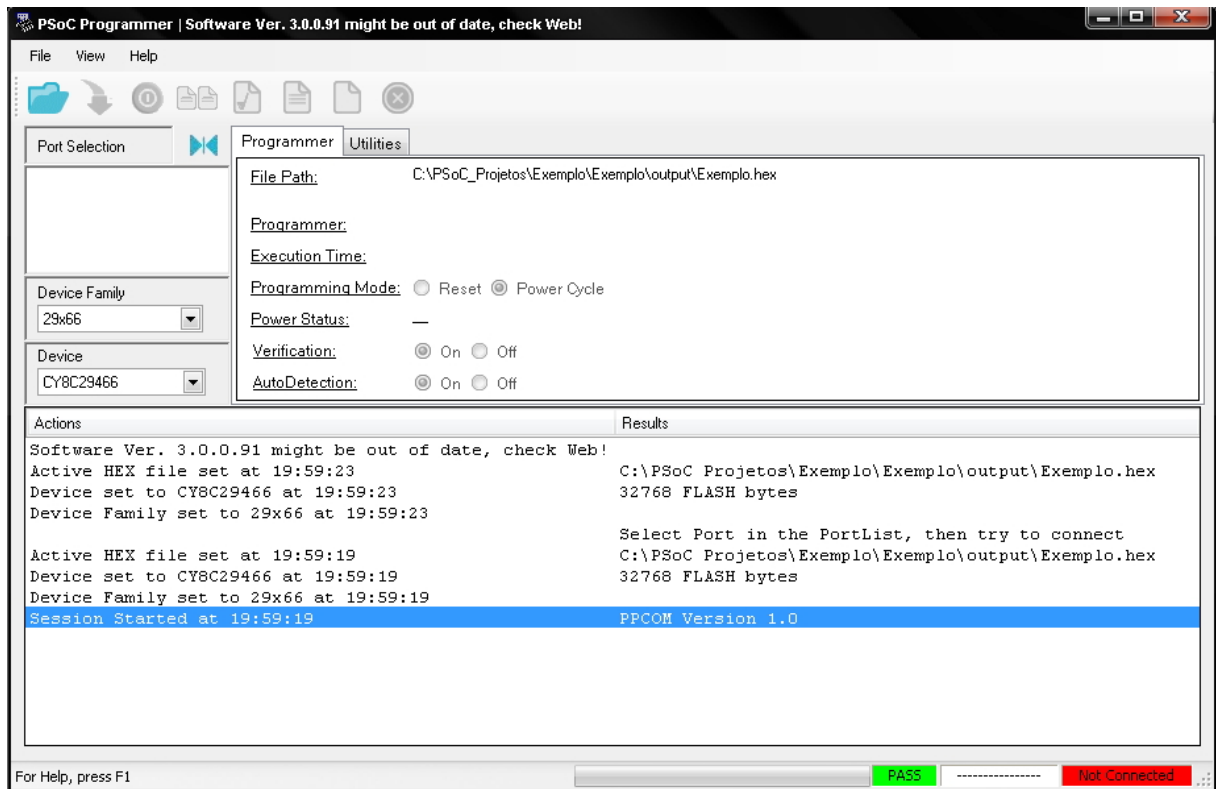 PSoC Programmer | Software Ver. 3.0.0.91 might be out of date, check Web!
File View Help
Port Selection
Programmer Utilities
File Path: C:\PSoC_Projetos\Exemplo\Exemplo\output\Exemplo.hex
Programmer:
Execution Time:
Programming Mode: Reset Power Cycle
Power Status: —
Verification: On Off
AutoDetection: On Off
Device Family
29x66
Device
CY8C29466
Actions Results
Software Ver. 3.0.0.91 might be out of date, check Web!
Active HEX file set at 19:59:23 C:\PSoC Projetos\Exemplo\Exemplo\output\Exemplo.hex
Device set to CY8C29466 at 19:59:23 32768 FLASH bytes
Device Family set to 29x66 at 19:59:23
Select Port in the PortList, then try to connect
Active HEX file set at 19:59:19 C:\PSoC Projetos\Exemplo\Exemplo\output\Exemplo.hex
Device set to CY8C29466 at 19:59:19 32768 FLASH bytes
Device Family set to 29x66 at 19:59:19
Session Started at 19:59:19 PPCOM Version 1.0
For Help, press F1 PASS ---------------- Not Connected